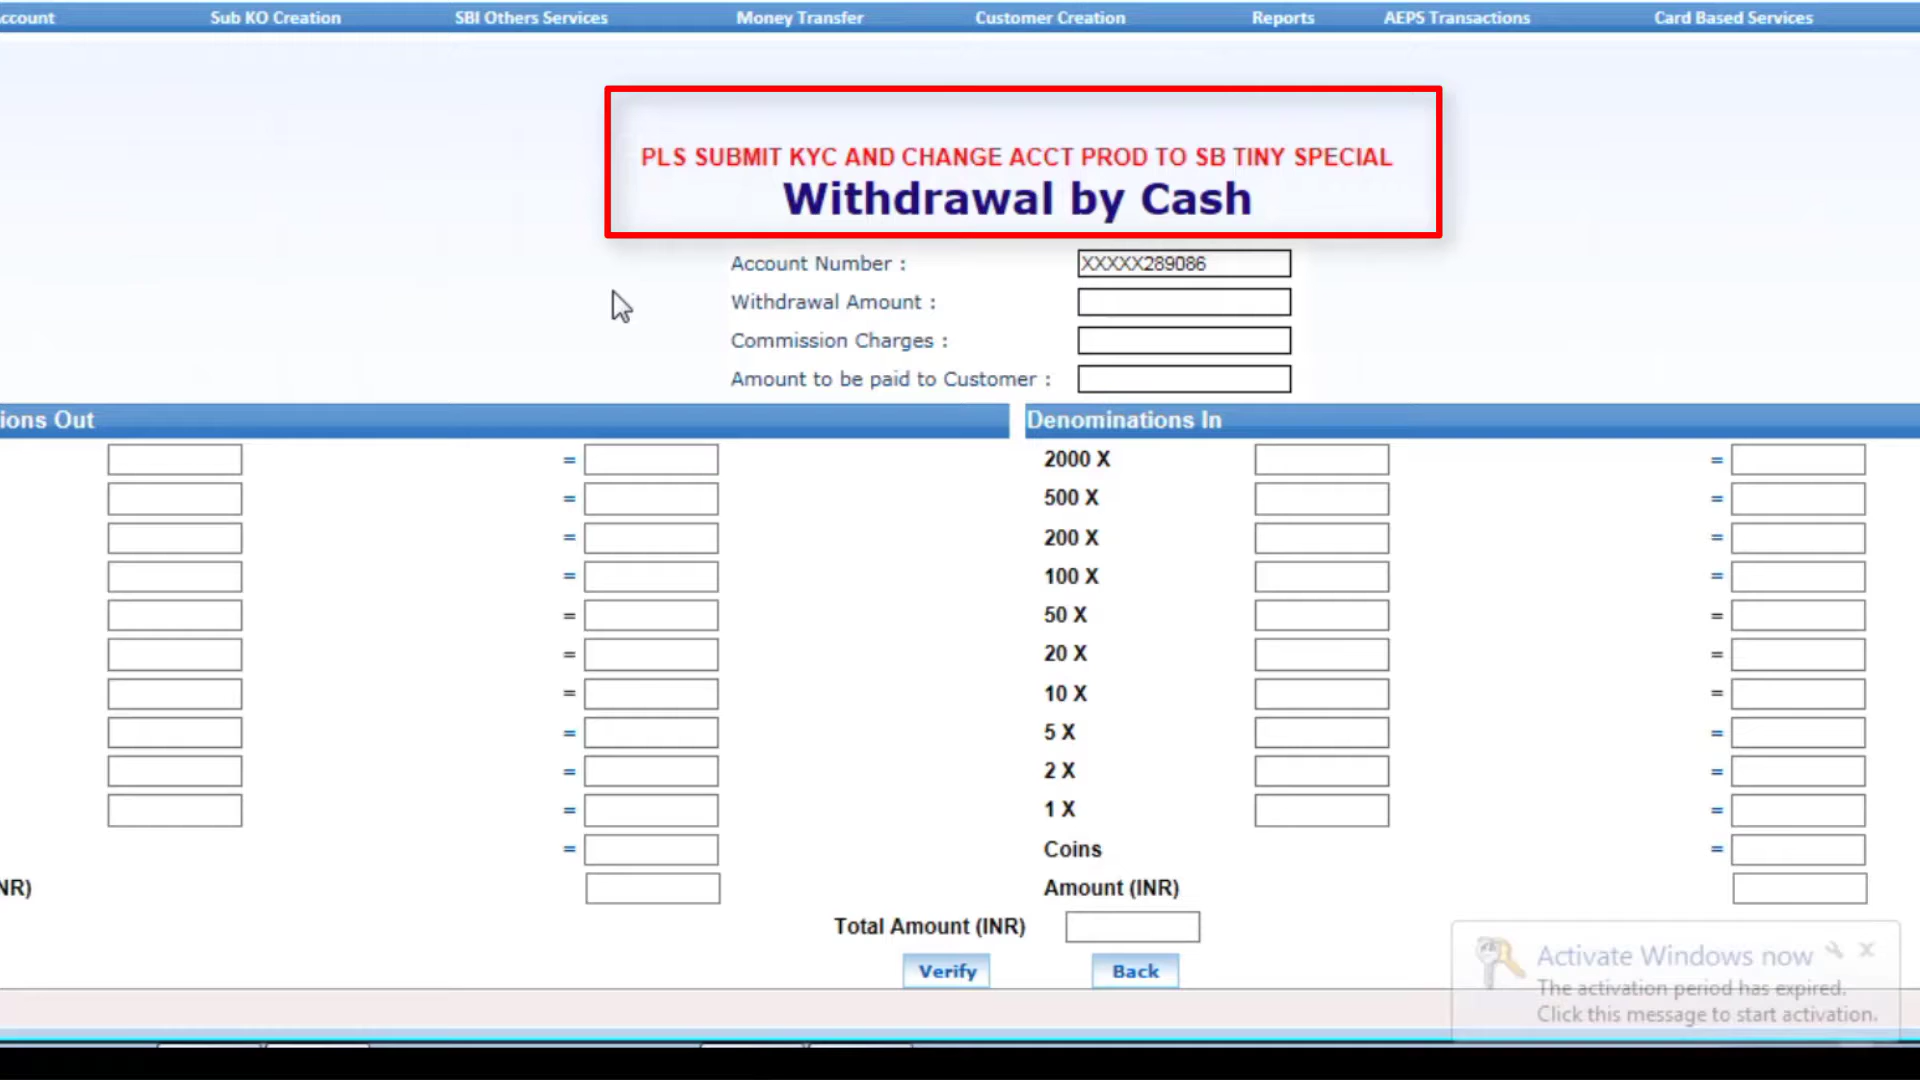 ccount Sub KO Creation SBI Others Services Money Transfer Customer Creation Reports AEPS Transactions Card Based Services
PLS SUBMIT KYC AND CHANGE ACCT PROD TO SB TINY SPECIAL
Withdrawal by Cash
Account Number : XXXXX289086
Withdrawal Amount :
Commission Charges :
Amount to be paid to Customer :
ions Out Denominations In
= 2000 X =
= 500 X =
= 200 X =
= 100 X =
= 50 X =
= 20 X =
= 10 X =
= 5 X =
= 2 X =
= 1 X =
= Coins =
NR) Amount (INR)
Total Amount (INR)
Verify Back
Activate Windows now
The activation period has expired.
Click this message to start activation.